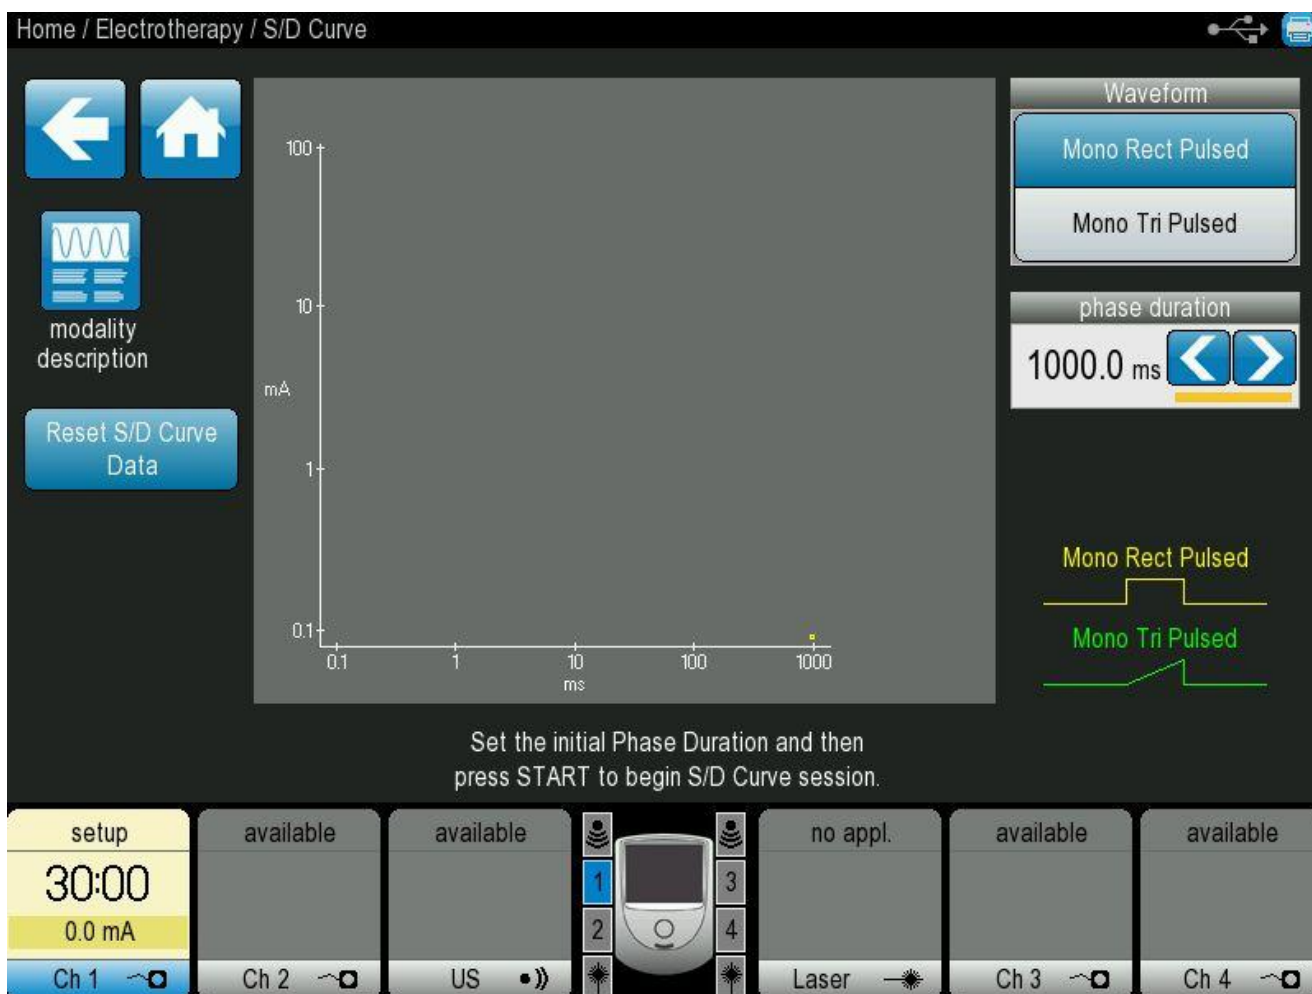 Home / Electrotherapy / S/D Curve
modality
description
Reset S/D Curve
Data
100
10
mA
1
0.1
0.1 1 10 100 1000
ms
Waveform
Mono Rect Pulsed
Mono Tri Pulsed
phase duration
1000.0 ms
Mono Rect Pulsed
Mono Tri Pulsed
Set the initial Phase Duration and then
press START to begin S/D Curve session.
setup
30:00
0.0 mA
Ch 1
available
Ch 2
available
US
1
2
3
4
no appl.
Laser
available
Ch 3
available
Ch 4